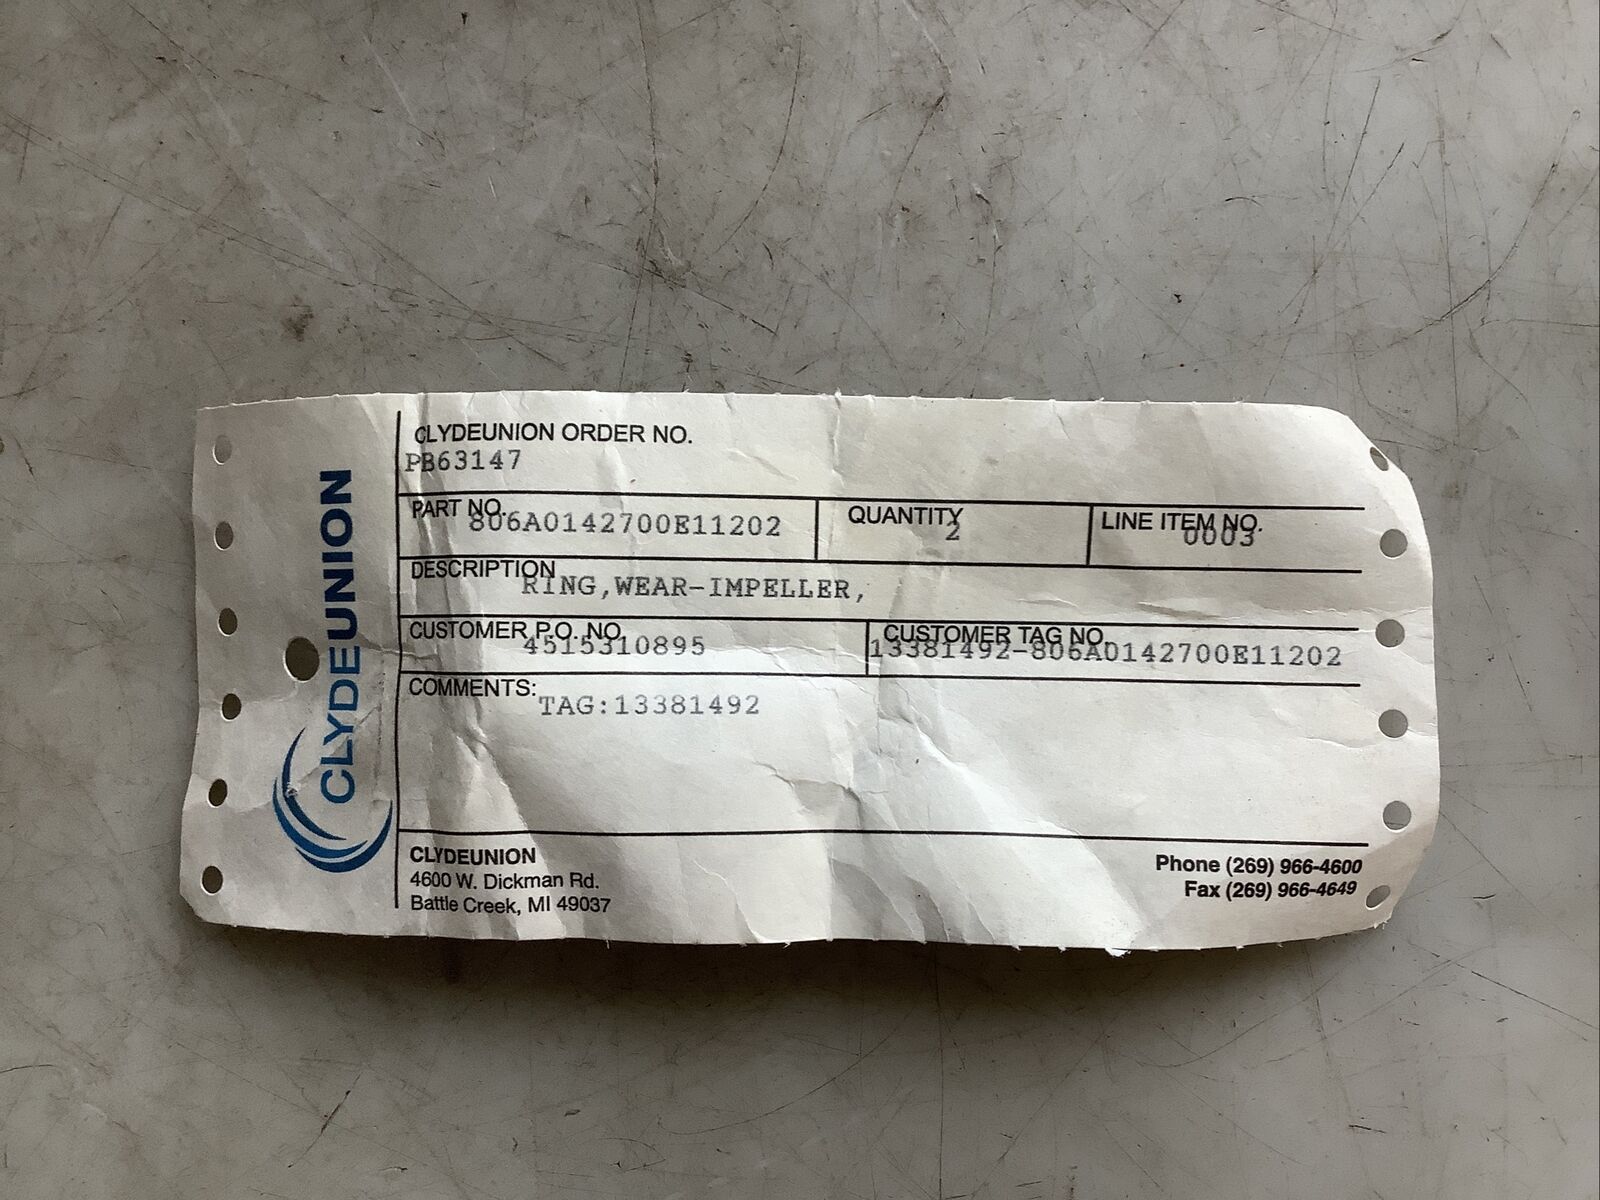 CLYDEUNION
CLYDEUNION ORDER NO.
PB63147
PART NO.
806A0142700E11202
QUANTITY
2
LINE ITEM NO.
0003
DESCRIPTION
RING,WEAR-IMPELLER,
CUSTOMER P.O. NO.
4515310895
CUSTOMER TAG NO.
13381492-806A0142700E11202
COMMENTS:
TAG:13381492
CLYDEUNION
4600 W. Dickman Rd.
Battle Creek, MI 49037
Phone (269) 966-4600
Fax (269) 966-4649